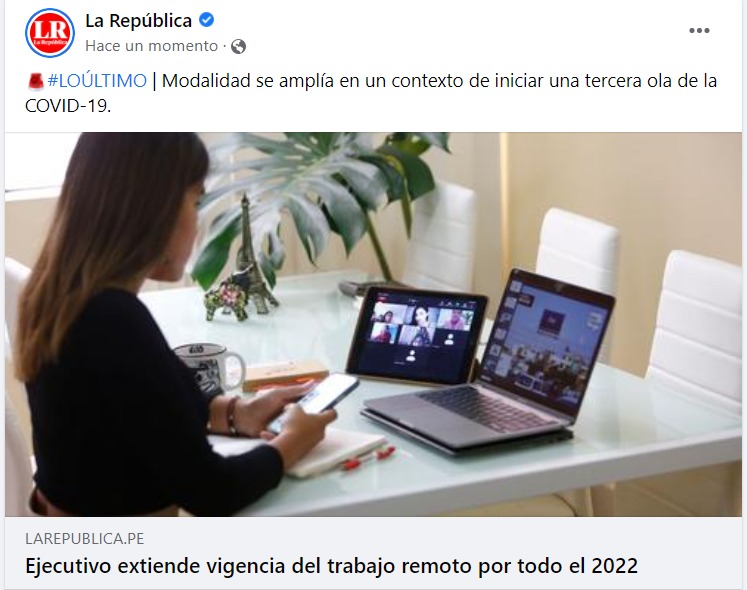 LR
La República
La República
Hace un momento ·
#LOÚLTIMO | Modalidad se amplía en un contexto de iniciar una tercera ola de la
COVID-19.
LAREPUBLICA.PE
Ejecutivo extiende vigencia del trabajo remoto por todo el 2022